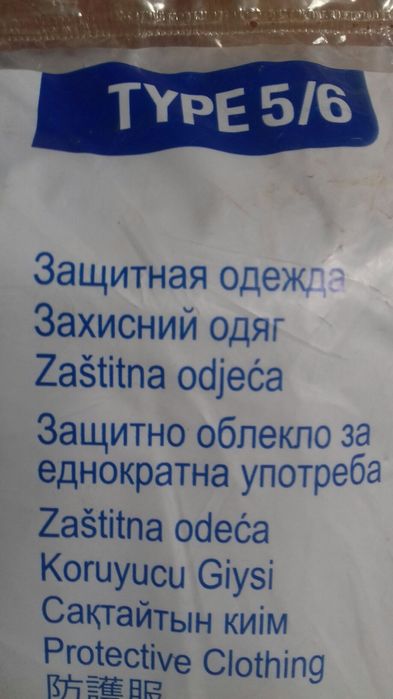 TYPE 5/6
Защитная одежда
Захисний одяг
Zaštitna odjeća
Защитно облекло за
еднократна употреба
Zaštitna odeća
Koruyucu Giysi
Сақтайтын киім
Protective Clothing
防護服